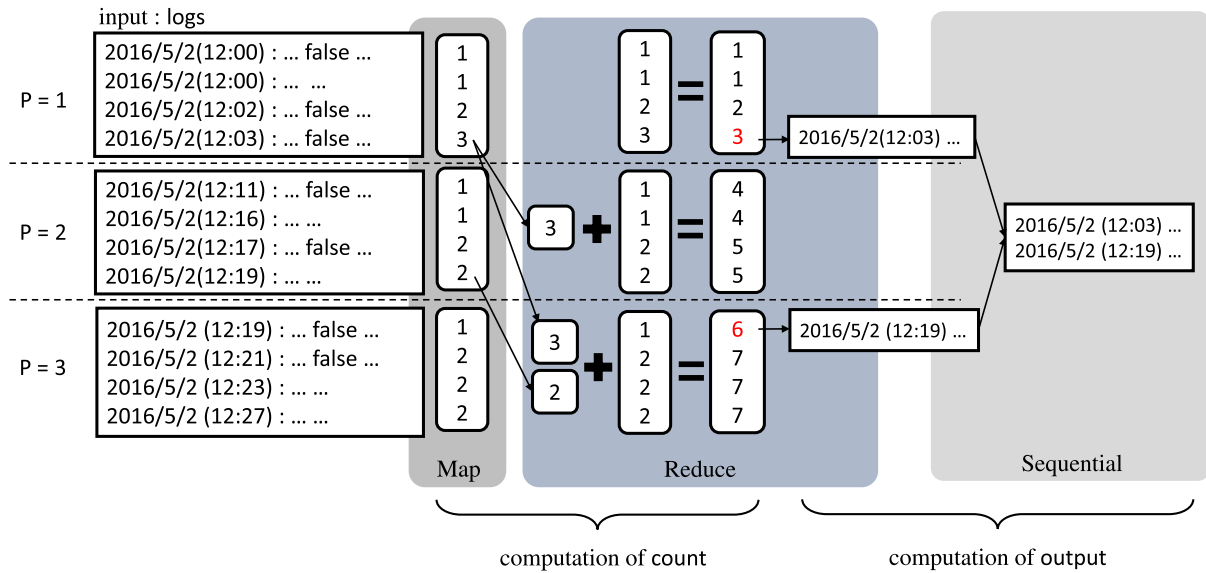 input : logs
P = 1
2016/5/2(12:00) : ... false ...
2016/5/2(12:00) : ... ...
2016/5/2(12:02) : ... false ...
2016/5/2(12:03) : ... false ...
1
1
2
3
1
1
2
3
=
1
1
2
3
2016/5/2(12:03) ...
P = 2
2016/5/2(12:11) : ... false ...
2016/5/2(12:16) : ... ...
2016/5/2(12:17) : ... false ...
2016/5/2(12:19) : ... ...
1
1
2
2
3
+
1
1
2
2
=
4
4
5
5
2016/5/2 (12:03) ...
2016/5/2 (12:19) ...
P = 3
2016/5/2 (12:19) : ... false ...
2016/5/2 (12:21) : ... false ...
2016/5/2 (12:23) : ... ...
2016/5/2 (12:27) : ... ...
1
2
2
2
3
2
+
1
2
2
2
=
6
7
7
7
2016/5/2 (12:19) ...
Map
Reduce
Sequential
computation of count
computation of output